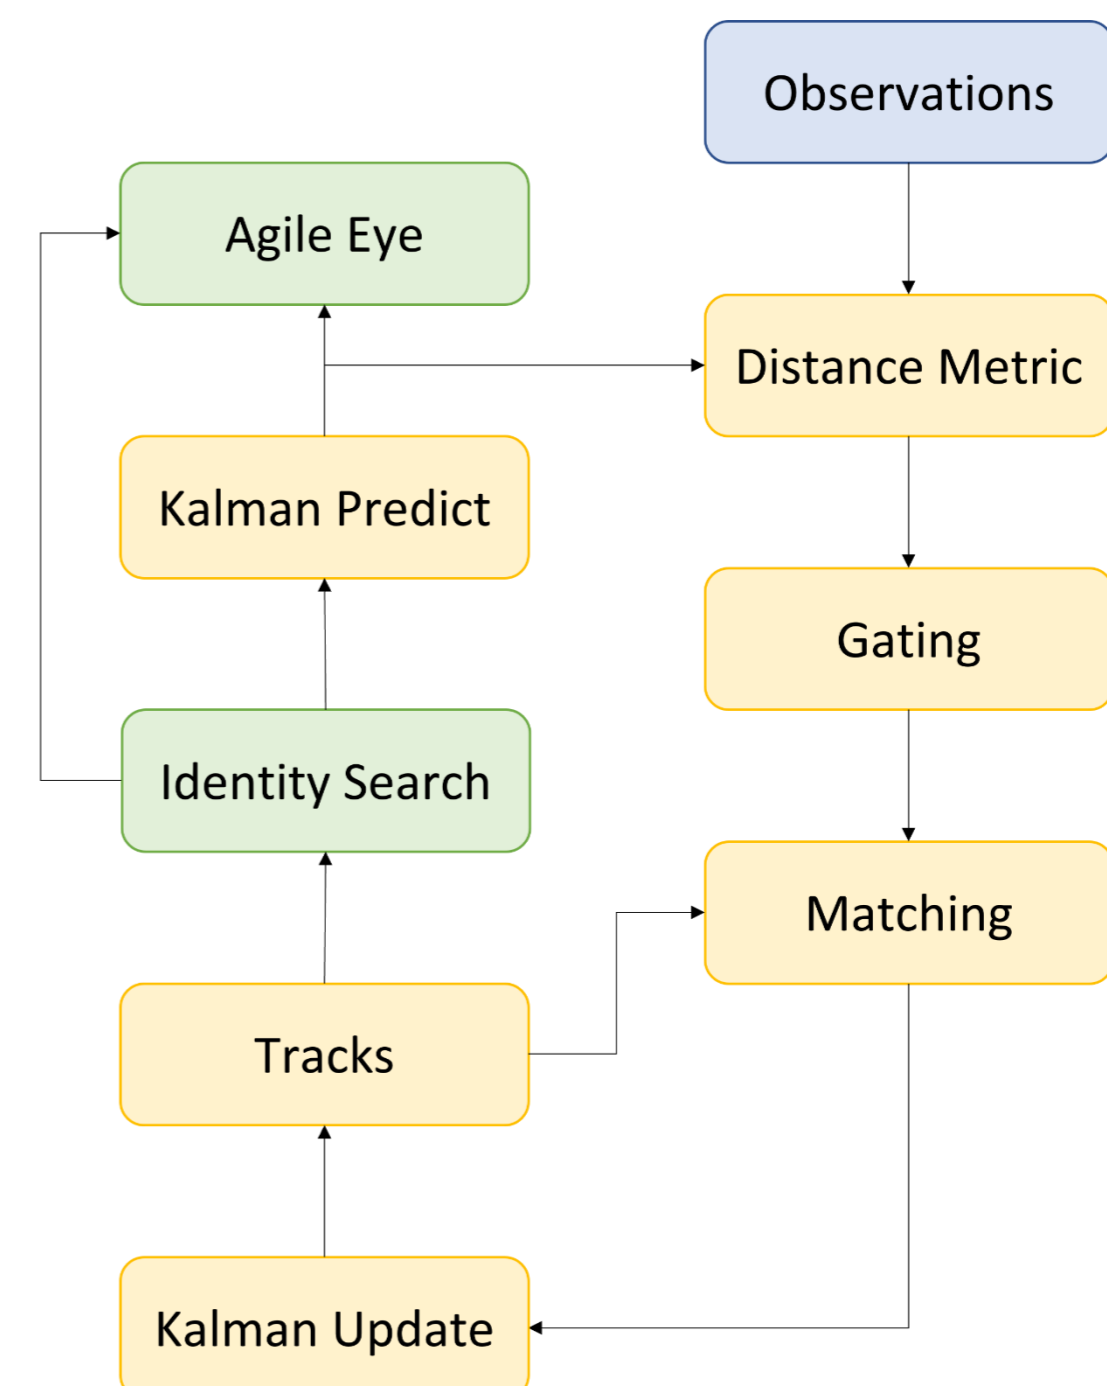 Observations
Agile Eye
Distance Metric
Kalman Predict
Gating
Identity Search
Matching
Tracks
Kalman Update